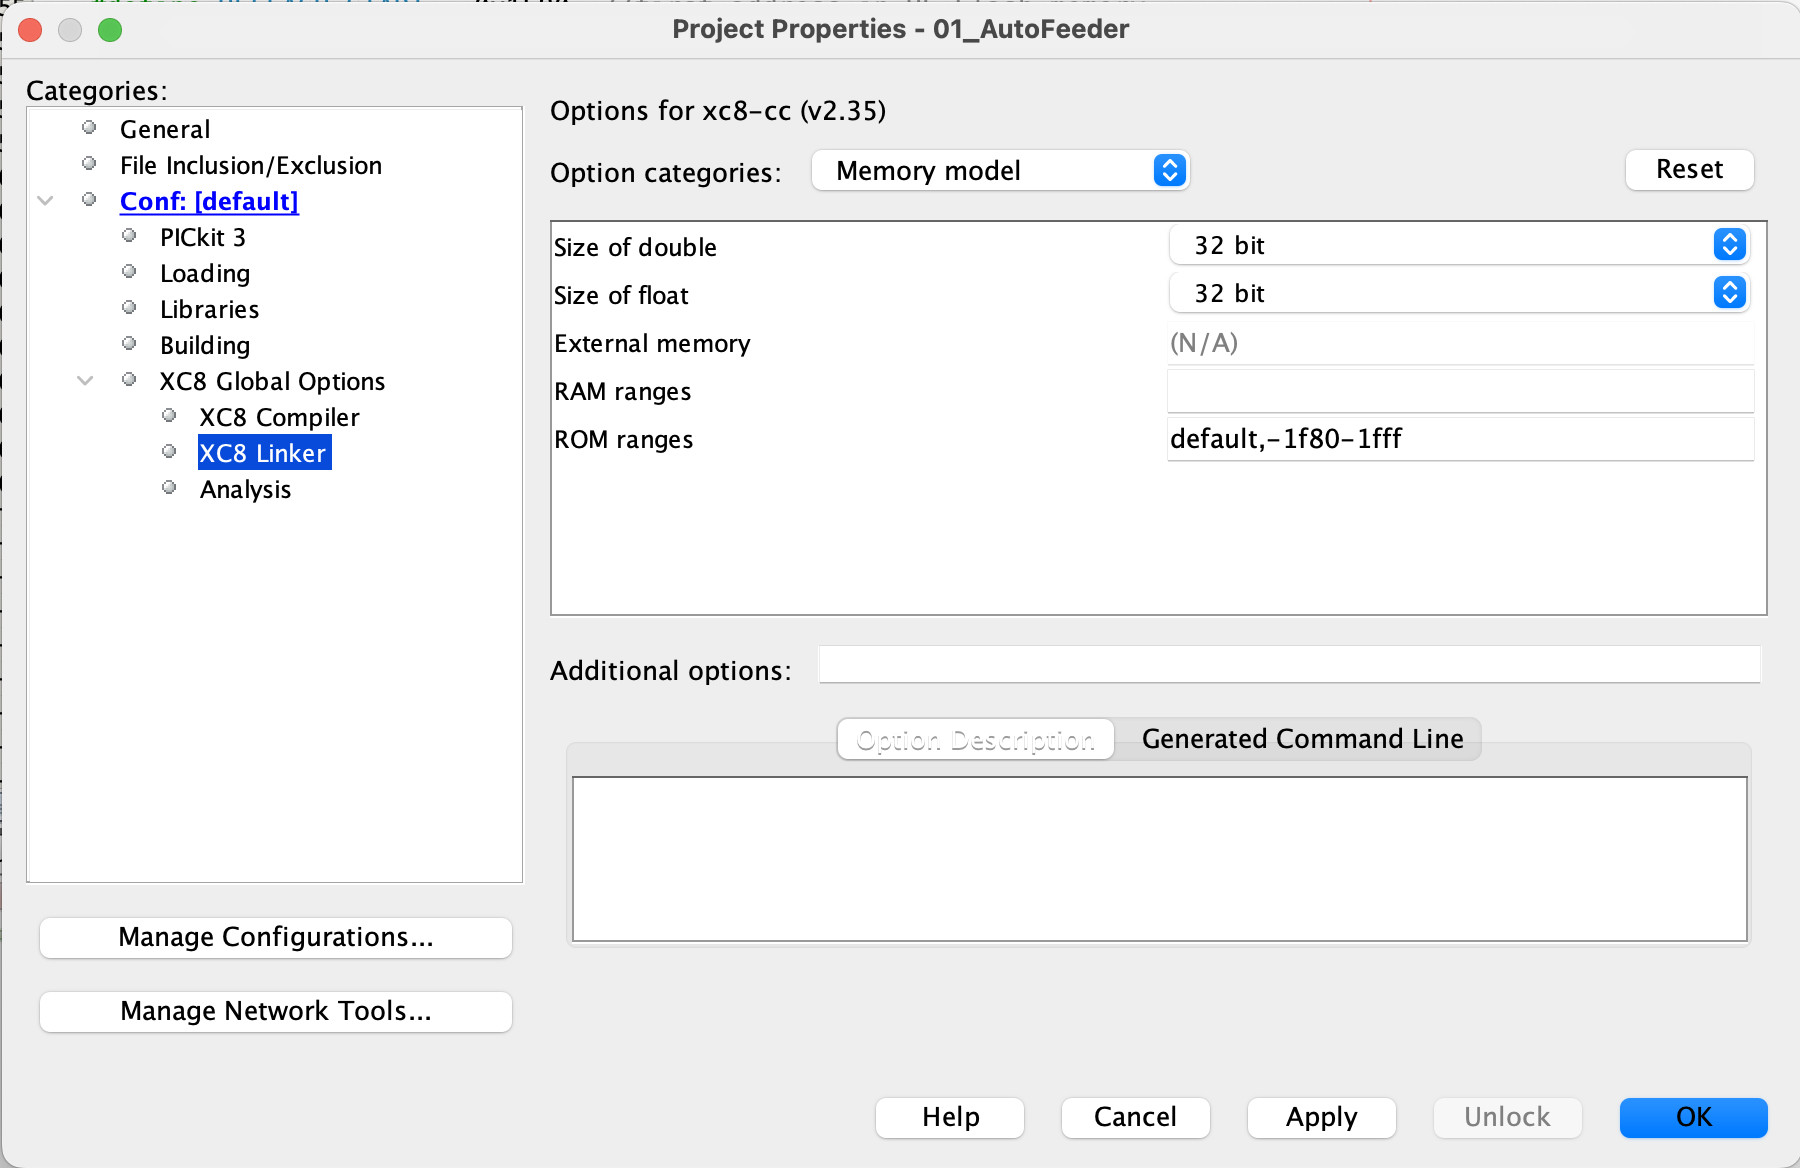 Project Properties - 01_AutoFeeder
Categories:
General
File Inclusion/Exclusion
Conf: [default]
PICkit 3
Loading
Libraries
Building
XC8 Global Options
XC8 Compiler
XC8 Linker
Analysis
Manage Configurations...
Manage Network Tools...
Options for xc8-cc (v2.35)
Option categories: Memory model
Reset
Size of double 32 bit
Size of float 32 bit
External memory (N/A)
RAM ranges
ROM ranges default,-1f80-1fff
Additional options:
Option Description Generated Command Line
Help Cancel Apply Unlock OK